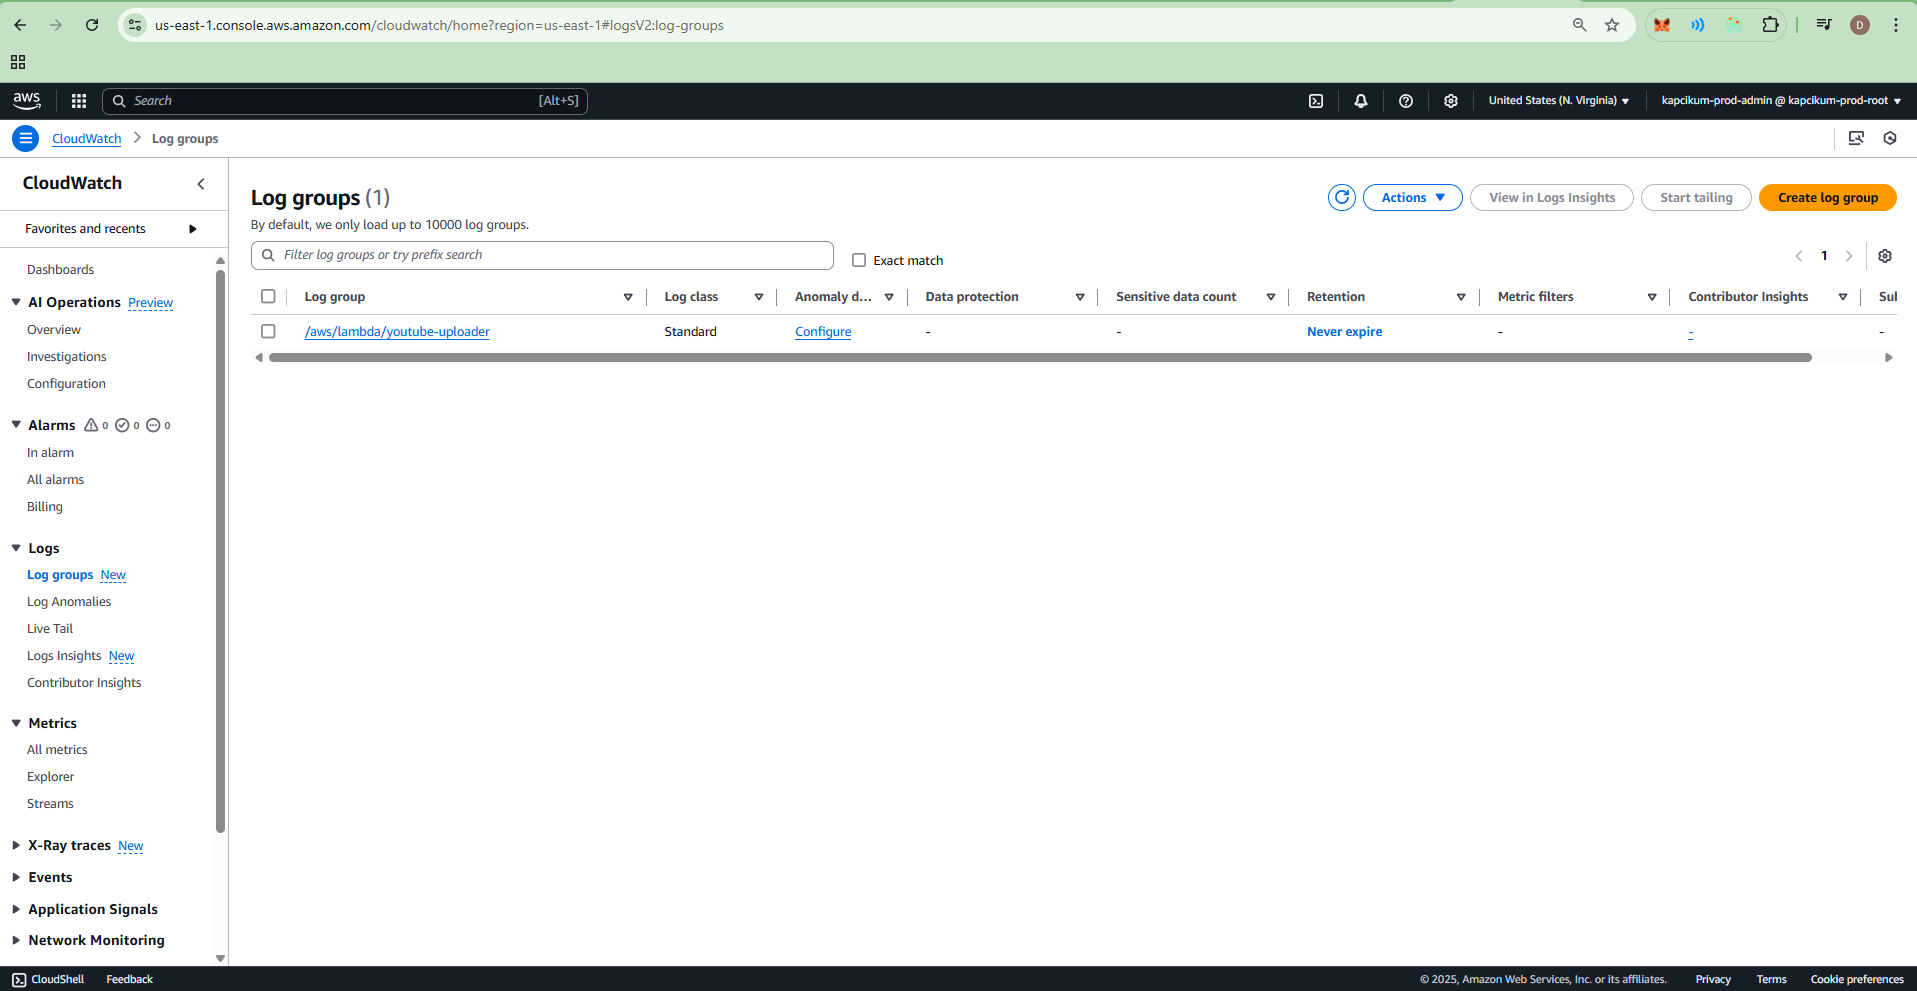 us-east-1.console.aws.amazon.com/cloudwatch/home?region=us-east-1#logsV2:log-groups
D
aws
Search
[Alt+S]
United States (N. Virginia)
kapcikum-prod-admin @ kapcikum-prod-root
CloudWatch
Log groups
CloudWatch
Favorites and recents
Dashboards
AI Operations Preview
Overview
Investigations
Configuration
Alarms 0 0 0
In alarm
All alarms
Billing
Logs
Log groups New
Log Anomalies
Live Tail
Logs Insights New
Contributor Insights
Metrics
All metrics
Explorer
Streams
X-Ray traces New
Events
Application Signals
Network Monitoring
Log groups (1)
By default, we only load up to 10000 log groups.
Actions
View in Logs Insights
Start tailing
Create log group
Filter log groups or try prefix search
Exact match
1
Log group Log class Anomaly d... Data protection Sensitive data count Retention Metric filters Contributor Insights Sul
/aws/lambda/youtube-uploader Standard Configure - - Never expire - - -
CloudShell Feedback
© 2025, Amazon Web Services, Inc. or its affiliates. Privacy Terms Cookie preferences